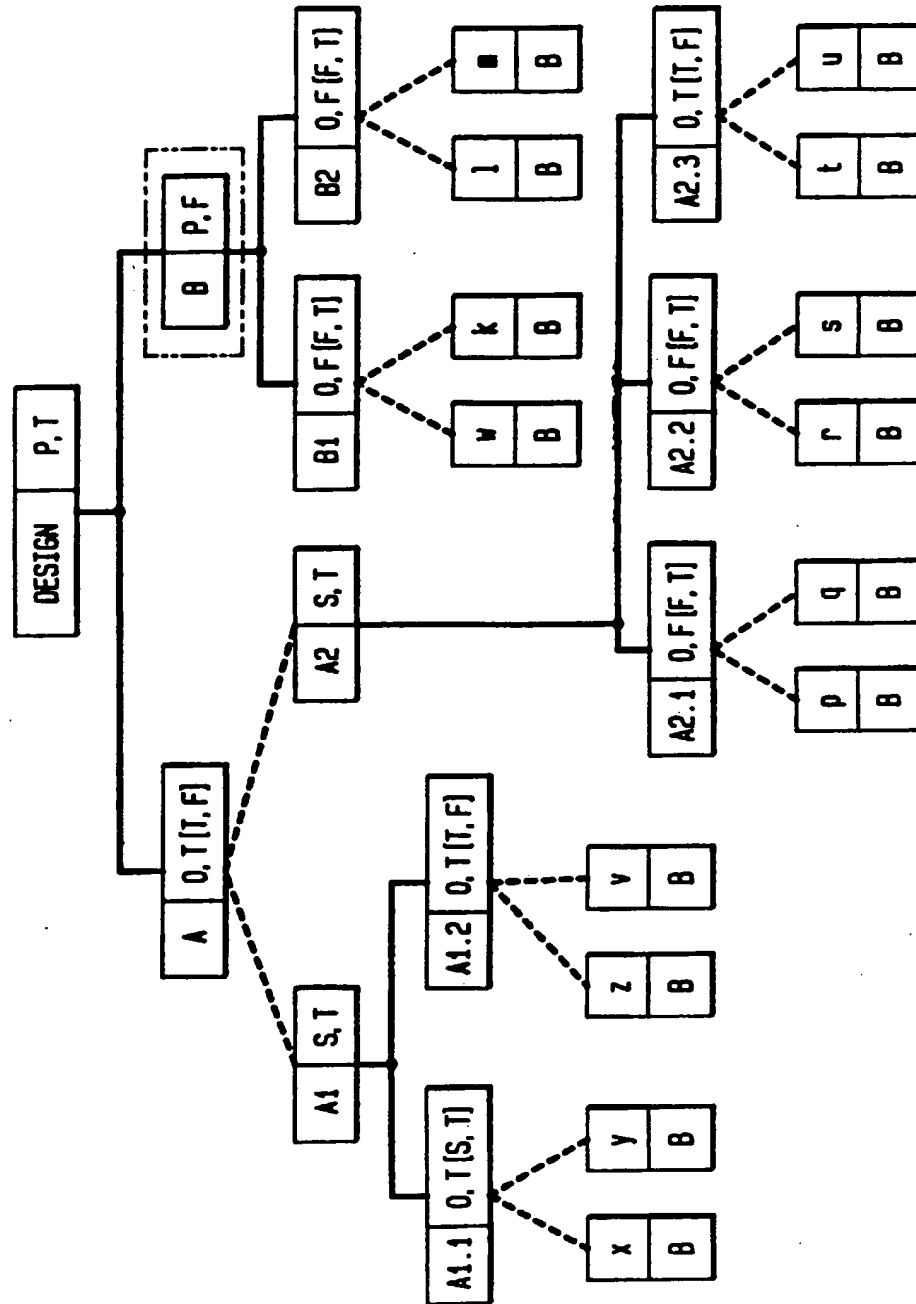 DESIGN P,T
A O,T[T,F]
B P,F
A1 S,T
A2 S,T
B1 O,F[F,T]
B2 O,F[F,T]
A1.1 O,T[S,T]
A1.2 O,T[T,F]
w
B
k
B
l
B
m
B
x
B
y
B
z
B
v
B
A2.1 O,F[F,T]
A2.2 O,F[F,T]
A2.3 O,T[T,F]
p
B
q
B
r
B
s
B
t
B
u
B